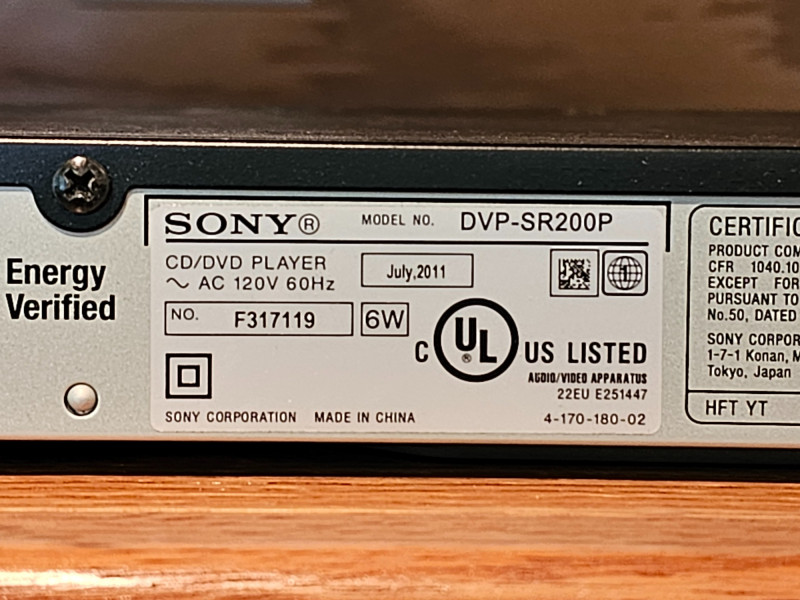 Energy
Verified
SONY® MODEL NO. DVP-SR200P
CD/DVD PLAYER
~ AC 120V 60Hz
July,2011
1
NO. F317119
6W
C UL® US LISTED
AUDIO/VIDEO APPARATUS
22EU E251447
SONY CORPORATION MADE IN CHINA
4-170-180-02
PRODUCT
CFR 1040.10
EXCEPT FOR
PURSUANT TO
No.50, DATED
SONY
1-7-1 Konan,
Tokyo, Japan
HFT YT